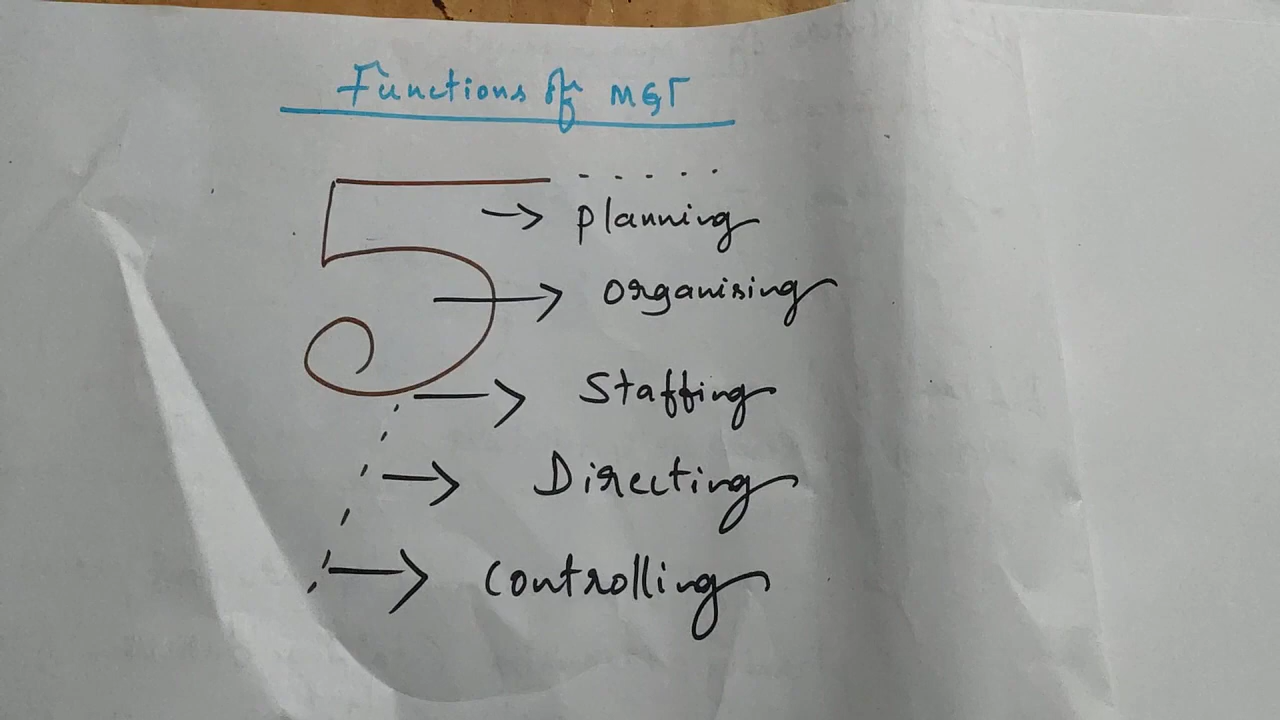 Functions of MGT
5
→ planning
→ organising
→ Staffing
→ Directing
→ controlling